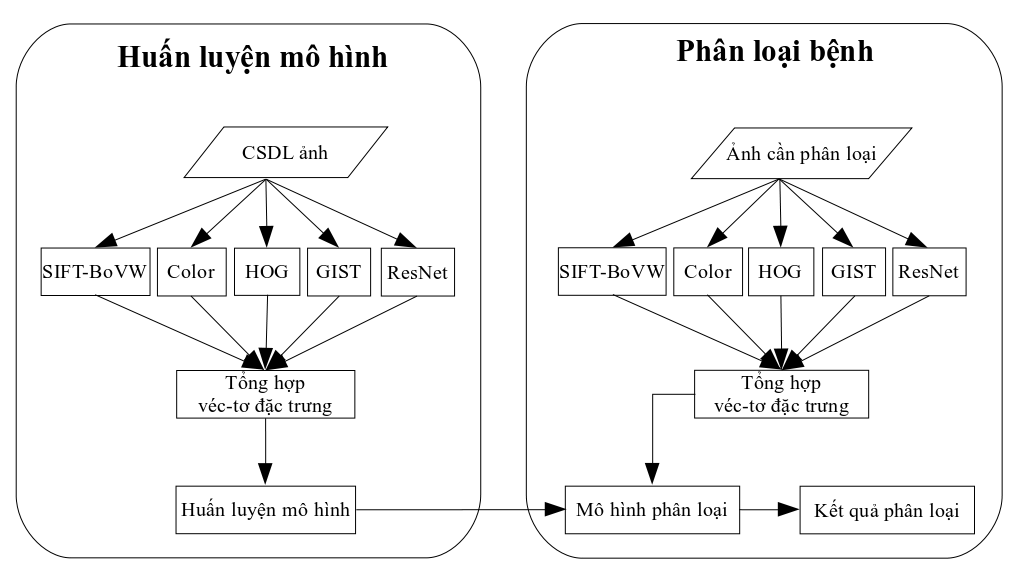 Huấn luyện mô hình
CSDL ảnh
SIFT-BoVW
Color
HOG
GIST
ResNet
Tổng hợp
véc-tơ đặc trưng
Huấn luyện mô hình
Phân loại bệnh
Ảnh cần phân loại
SIFT-BoVW
Color
HOG
GIST
ResNet
Tổng hợp
véc-tơ đặc trưng
Mô hình phân loại
Kết quả phân loại